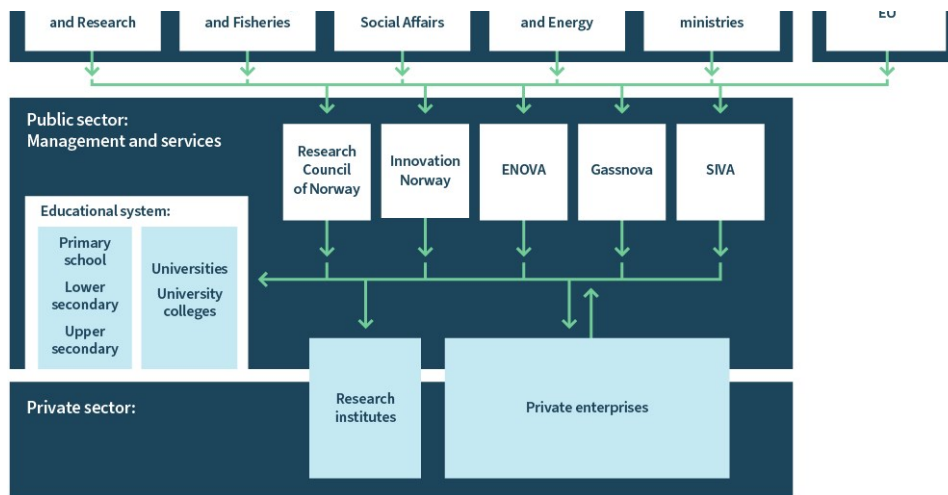 and Research
and Fisheries
Social Affairs
and Energy
ministries
EU
Public sector:
Management and services
Research
Council
of Norway
Innovation
Norway
ENOVA
Gassnova
SIVA
Educational system:
Primary
school
Lower
secondary
Upper
secondary
Universities
University
colleges
Private sector:
Research
institutes
Private enterprises